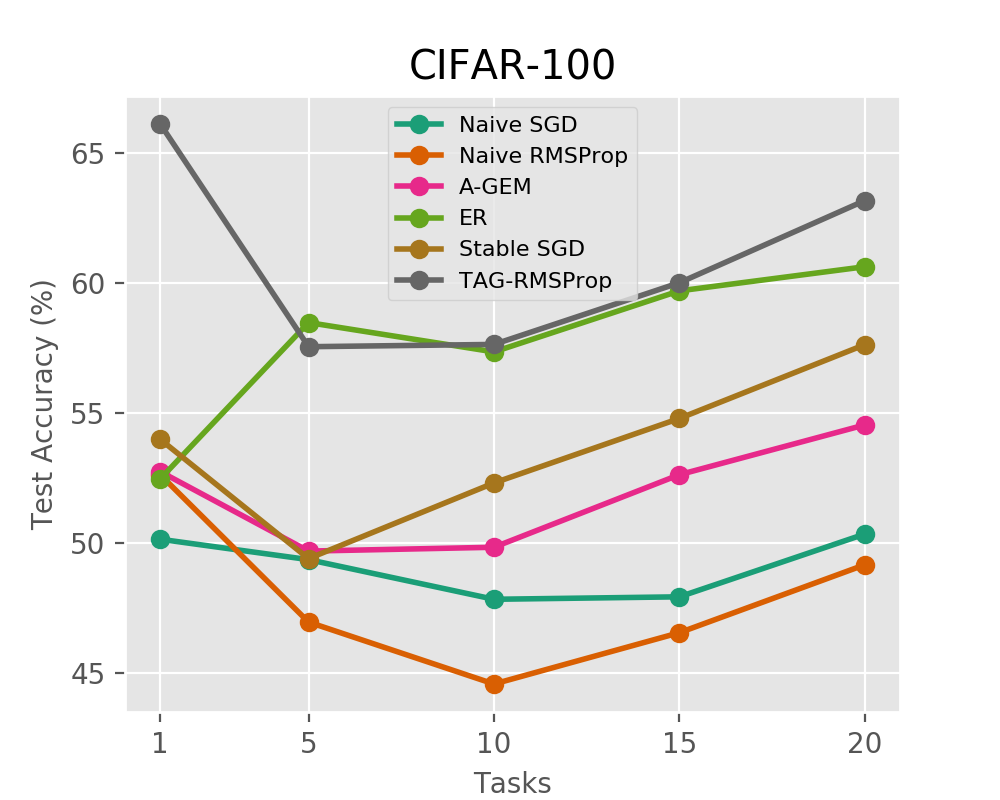 CIFAR-100
Naive SGD
Naive RMSProp
A-GEM
ER
Stable SGD
TAG-RMSProp
65
60
55
50
45
Test Accuracy (%)
1 5 10 15 20
Tasks